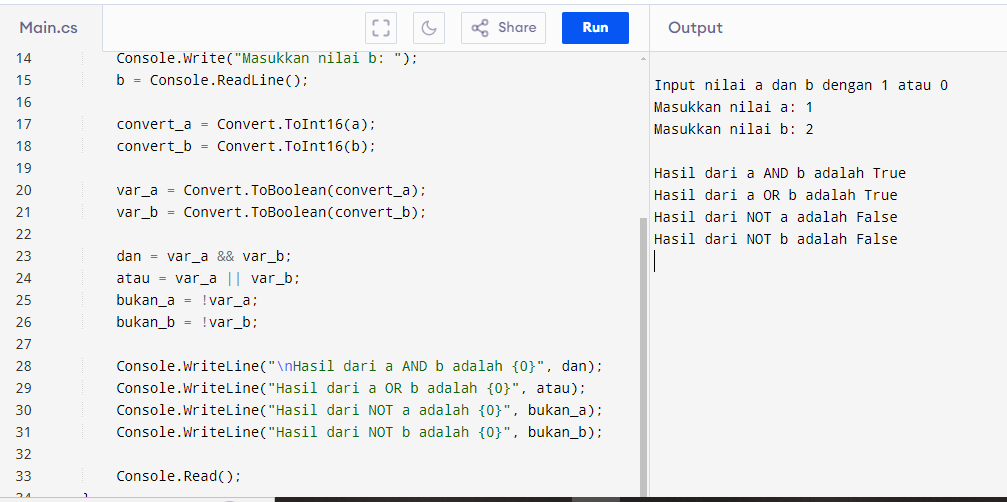 Main.cs
Share
Run
Output
14 Console.Write("Masukkan nilai b: ");
15 b = Console.ReadLine();
16
17 convert_a = Convert.ToInt16(a);
18 convert_b = Convert.ToInt16(b);
19
20 var_a = Convert.ToBoolean(convert_a);
21 var_b = Convert.ToBoolean(convert_b);
22
23 dan = var_a && var_b;
24 atau = var_a || var_b;
25 bukan_a = !var_a;
26 bukan_b = !var_b;
27
28 Console.WriteLine("\nHasil dari a AND b adalah {0}", dan);
29 Console.WriteLine("Hasil dari a OR b adalah {0}", atau);
30 Console.WriteLine("Hasil dari NOT a adalah {0}", bukan_a);
31 Console.WriteLine("Hasil dari NOT b adalah {0}", bukan_b);
32
33 Console.Read();
34 }
Input nilai a dan b dengan 1 atau 0
Masukkan nilai a: 1
Masukkan nilai b: 2
Hasil dari a AND b adalah True
Hasil dari a OR b adalah True
Hasil dari NOT a adalah False
Hasil dari NOT b adalah False